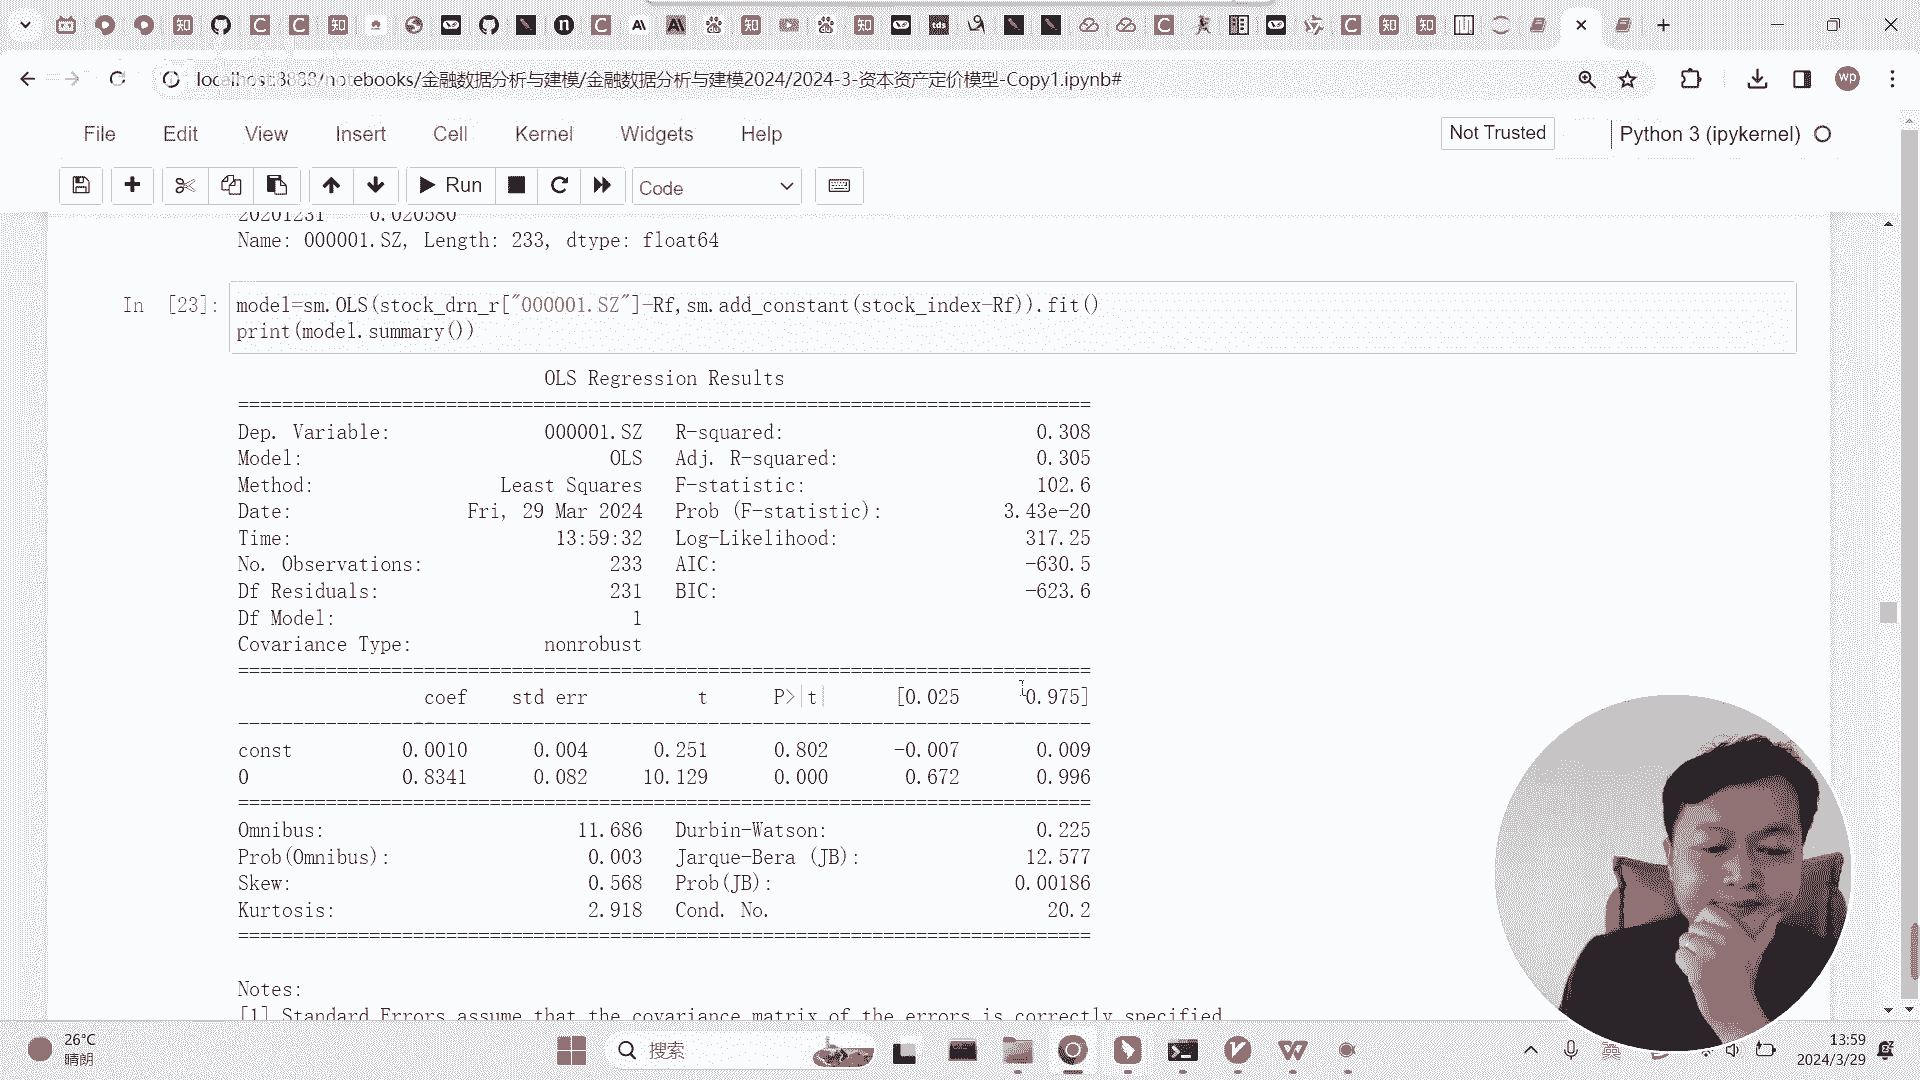 localhost:8888/notebooks/金融数据分析与建模/金融数据分析与建模2024/2024-3-资本资产定价模型-Copy1.ipynb#
wp
File Edit View Insert Cell Kernel Widgets Help
Not Trusted
Python 3 (ipykernel)
Run
Code
20201231 0.020580
Name: 000001.SZ, Length: 233, dtype: float64
In [23]:
model=sm.OLS(stock_drn_r["000001.SZ"]-Rf,sm.add_constant(stock_index-Rf)).fit()
print(model.summary())
OLS Regression Results
==============================================================================
Dep. Variable: 000001.SZ R-squared: 0.308
Model: OLS Adj. R-squared: 0.305
Method: Least Squares F-statistic: 102.6
Date: Fri, 29 Mar 2024 Prob (F-statistic): 3.43e-20
Time: 13:59:32 Log-Likelihood: 317.25
No. Observations: 233 AIC: -630.5
Df Residuals: 231 BIC: -623.6
Df Model: 1
Covariance Type: nonrobust
==============================================================================
coef std err t P>|t| [0.025 0.975]
------------------------------------------------------------------------------
const 0.0010 0.004 0.251 0.802 -0.007 0.009
0 0.8341 0.082 10.129 0.000 0.672 0.996
==============================================================================
Omnibus: 11.686 Durbin-Watson: 0.225
Prob(Omnibus): 0.003 Jarque-Bera (JB): 12.577
Skew: 0.568 Prob(JB): 0.00186
Kurtosis: 2.918 Cond. No. 20.2
==============================================================================
Notes:
[1] Standard Errors assume that the covariance matrix of the errors is correctly specified
26°C
晴朗
搜索
英
13:59
2024/3/29